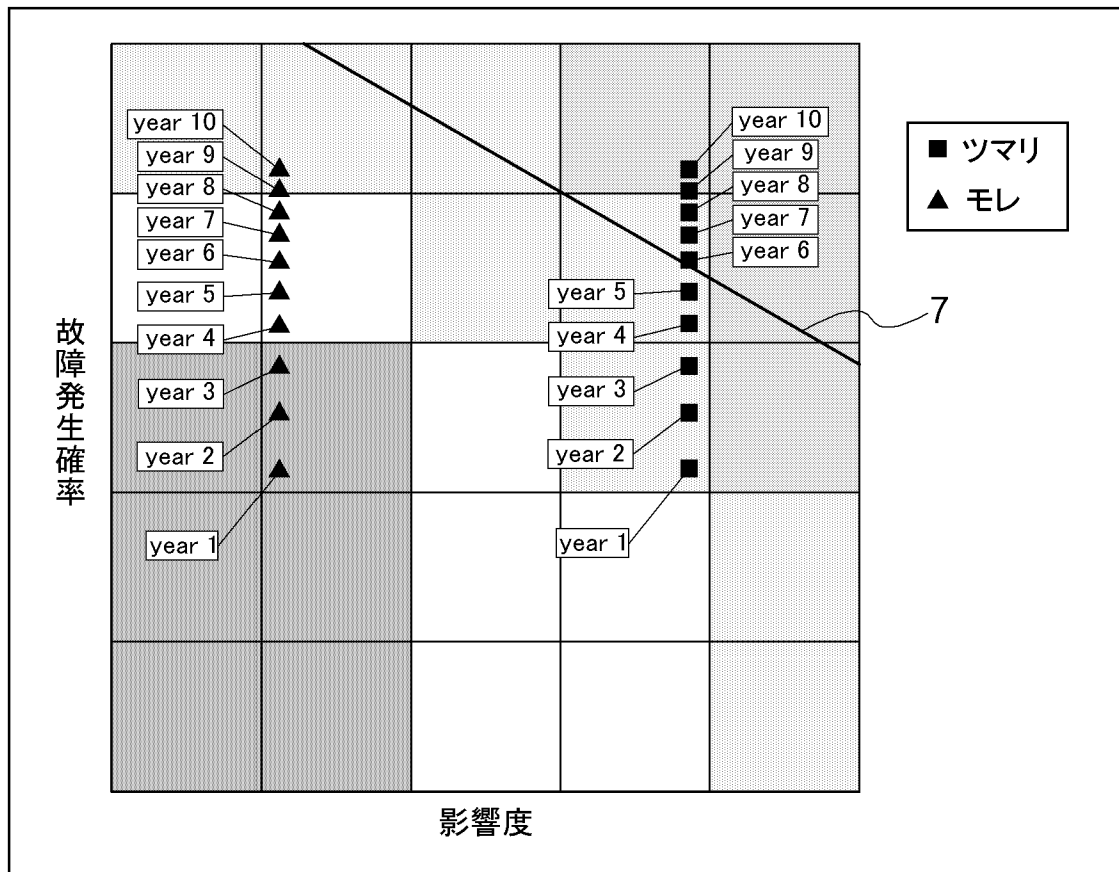 year 10
year 9
year 8
year 7
year 6
year 5
year 4
year 3
year 2
year 1
year 10
year 9
year 8
year 7
year 6
year 5
year 4
year 3
year 2
year 1
ツマリ
モレ
7
故障発生確率
影響度